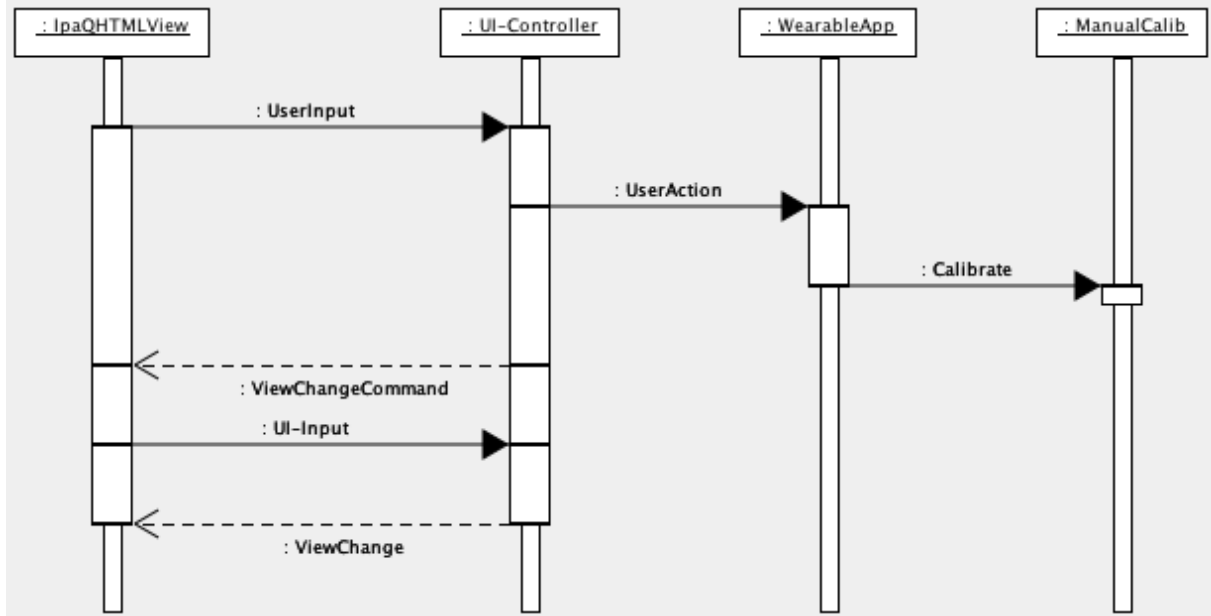 : IpaQHTMLView
: UI-Controller
: WearableApp
: ManualCalib
: UserInput
: UserAction
: Calibrate
: ViewChangeCommand
: UI-Input
: ViewChange